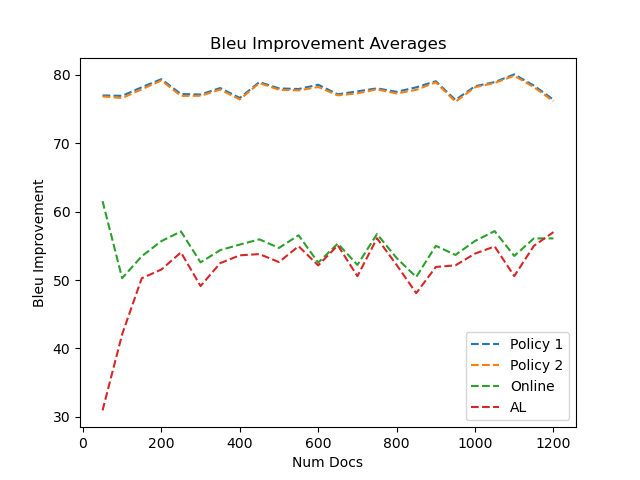 Bleu Improvement Averages
Bleu Improvement
80
70
60
50
40
30
0 200 400 600 800 1000 1200
Num Docs
Policy 1
Policy 2
Online
AL